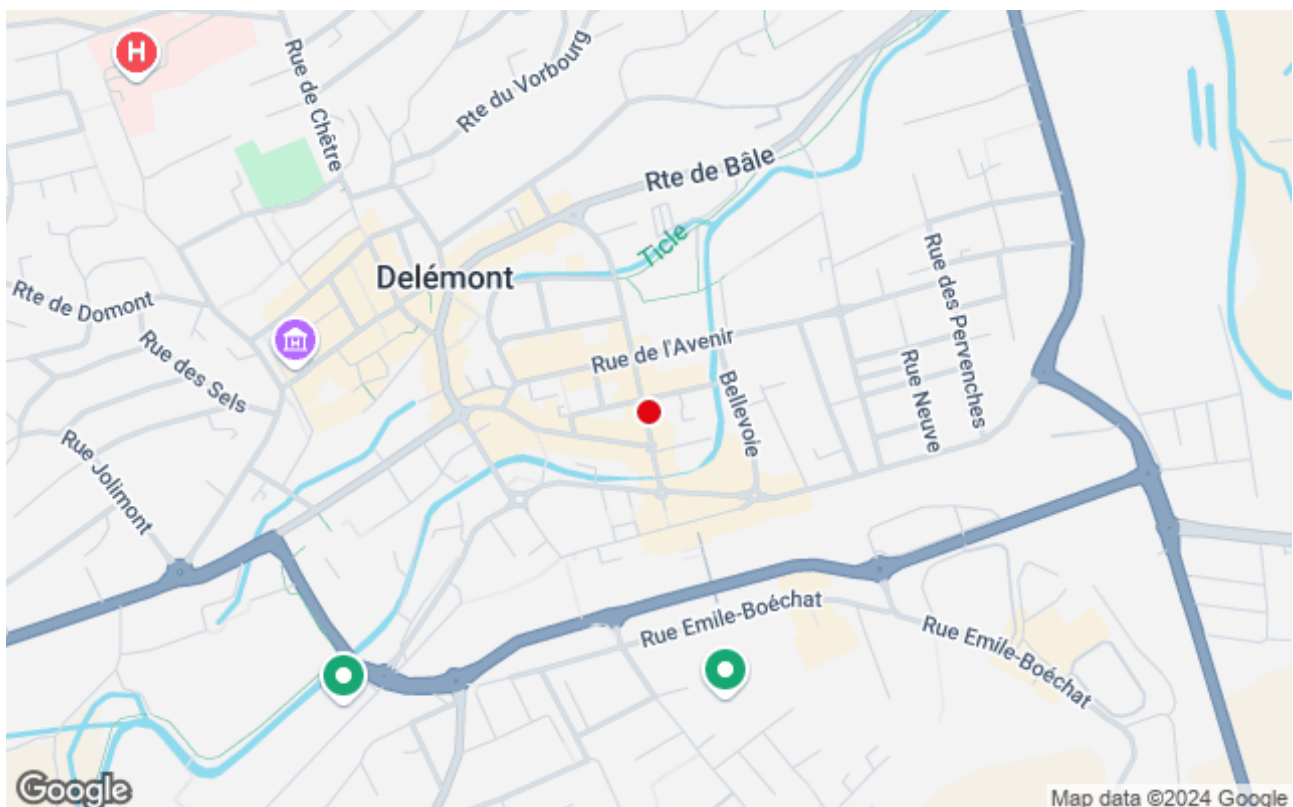 H
Rue de Chêtre
Rte du Vorbourg
Rte de Bâle
Ticle
Delémont
Rte de Domont
Rue des Sels
Rue de l'Avenir
Bellevoie
Rue Neuve
Rue des Pervenches
Rue Jolimont
Rue Emile-Boéchat
Rue Emile-Boéchat
Google
Map data ©2024 Google